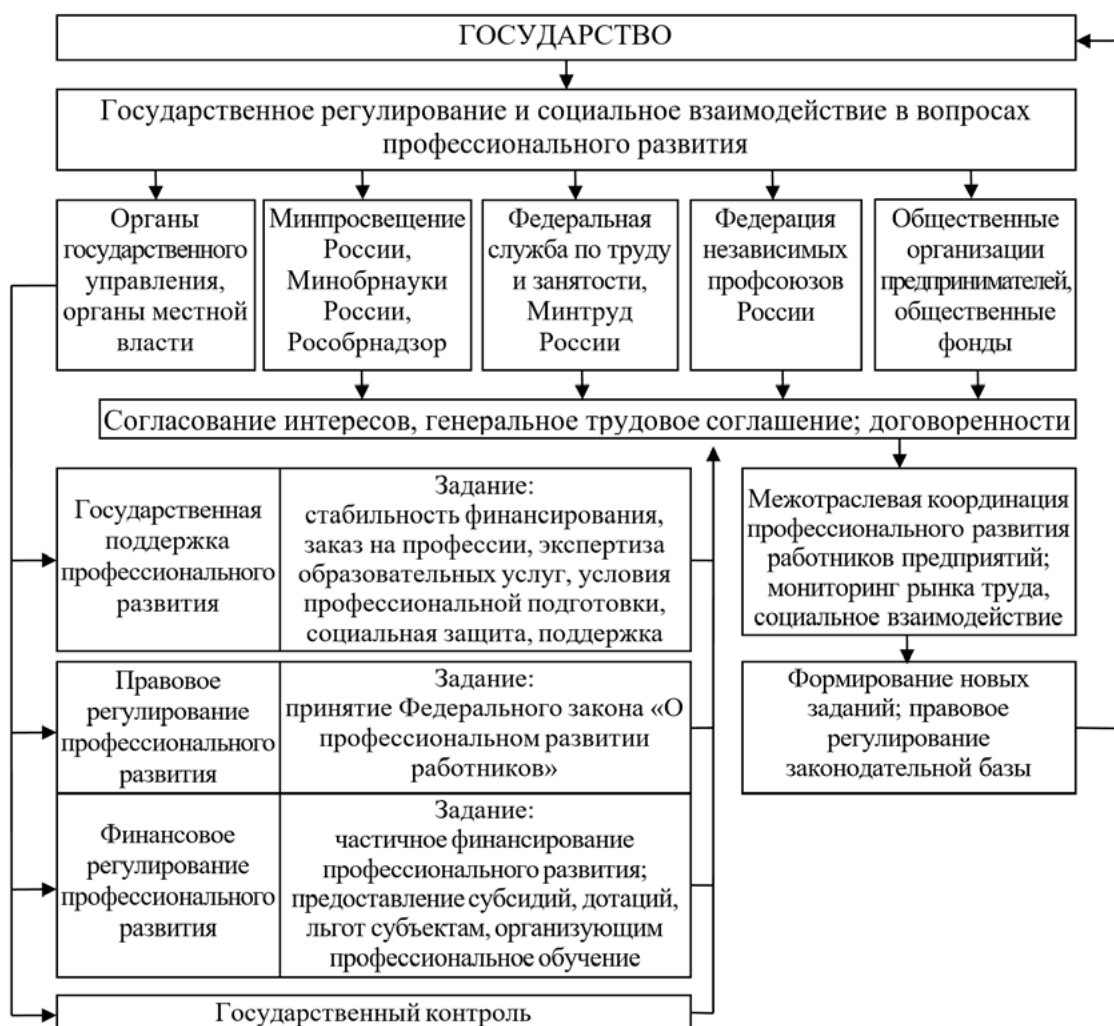 ГОСУДАРСТВО
Государственное регулирование и социальное взаимодействие в вопросах
профессионального развития
Органы
государственного
управления,
органы местной
власти
Минпросвещение
России,
Минобрнауки
России,
Рособрнадзор
Федеральная
служба по труду
и занятости,
Минтруд
России
Федерация
независимых
профсоюзов
России
Общественные
организации
предпринимателей,
общественные
фонды
Согласование интересов, генеральное трудовое соглашение; договоренности
Государственная
поддержка
профессионального
развития
Задание:
стабильность финансирования,
заказ на профессии, экспертиза
образовательных услуг, условия
профессиональной подготовки,
социальная защита, поддержка
Правовое
регулирование
профессионального
развития
Задание:
принятие Федерального закона «О
профессиональном развитии
работников»
Финансовое
регулирование
профессионального
развития
Задание:
частичное финансирование
профессионального развития;
предоставление субсидий, дотаций,
льгот субъектам, организующим
профессиональное обучение
Государственный контроль
Межотраслевая координация
профессионального развития
работников предприятий;
мониторинг рынка труда,
социальное взаимодействие
Формирование новых
заданий; правовое
регулирование
законодательной базы